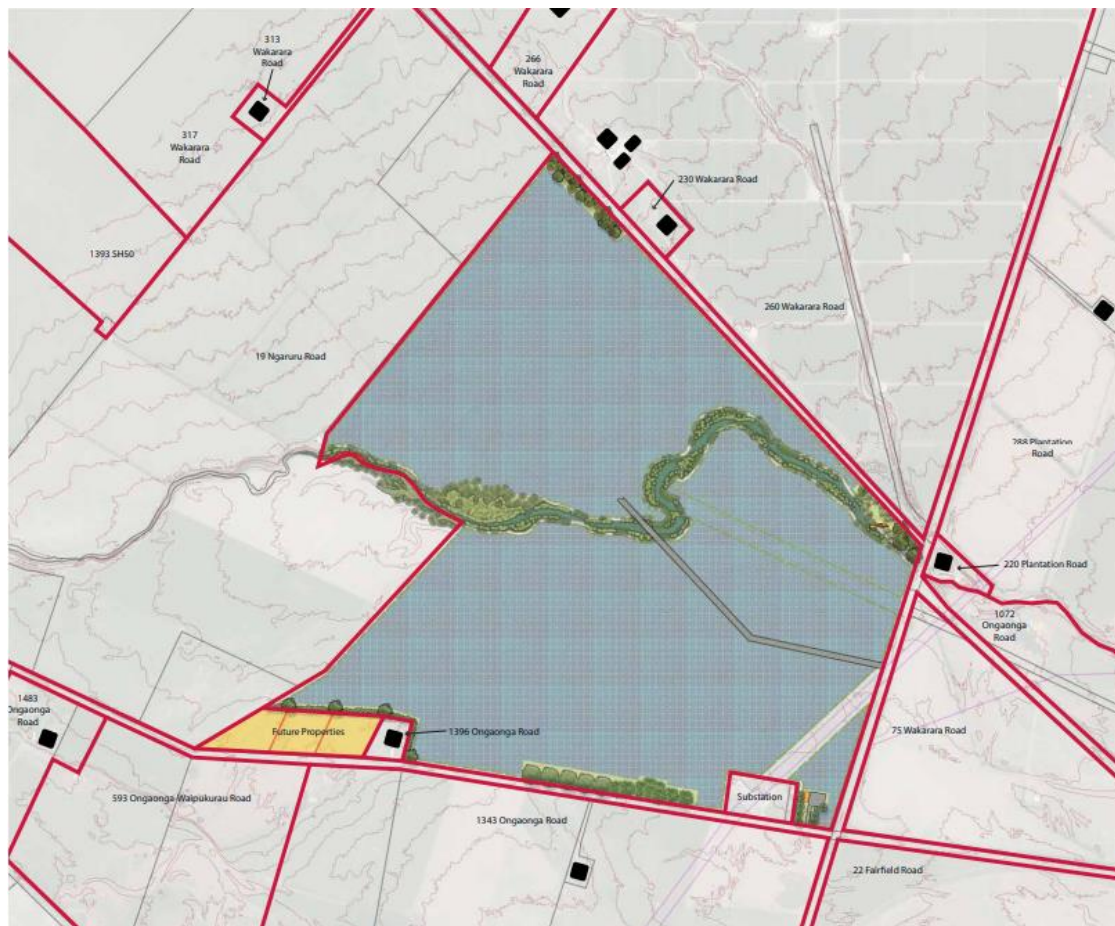 313
Wakarara
Road
266
Wakarara
Road
317
Wakarara
Road
230 Wakarara Road
1393 SH50
260 Wakarara Road
19 Ngaruru Road
288 Plantation
Road
220 Plantation Road
1072
Ongaonga
Road
1483
Ongaonga
Road
Future Properties
1396 Ongaonga Road
75 Wakarara Road
593 Ongaonga-Waipukurau Road
Substation
1343 Ongaonga Road
22 Fairfield Road